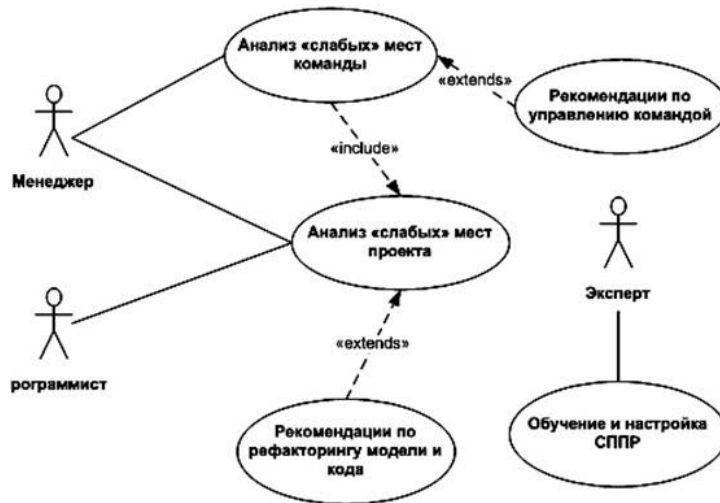 Анализ «слабых» мест
команды
«extends»
Рекомендации по
управлению командой
Менеджер
«include»
Анализ «слабых» мест
проекта
Эксперт
«extends»
рограммист
Рекомендации по
рефакторингу модели и
кода
Обучение и настройка
СППР